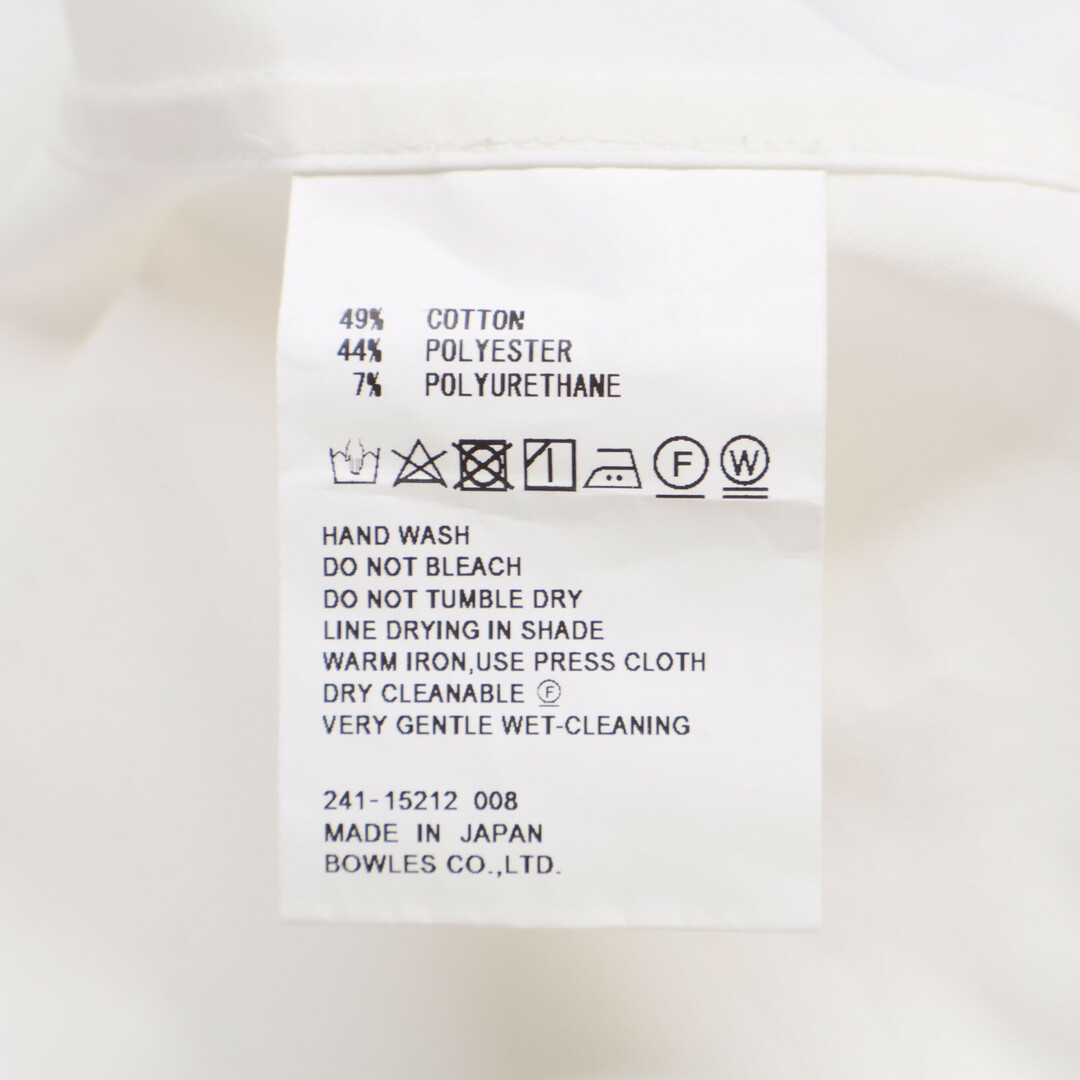 49% COTTON
44% POLYESTER
7% POLYURETHANE
F W
HAND WASH
DO NOT BLEACH
DO NOT TUMBLE DRY
LINE DRYING IN SHADE
WARM IRON,USE PRESS CLOTH
DRY CLEANABLE Ⓕ
VERY GENTLE WET-CLEANING
241-15212 008
MADE IN JAPAN
BOWLES CO.,LTD.